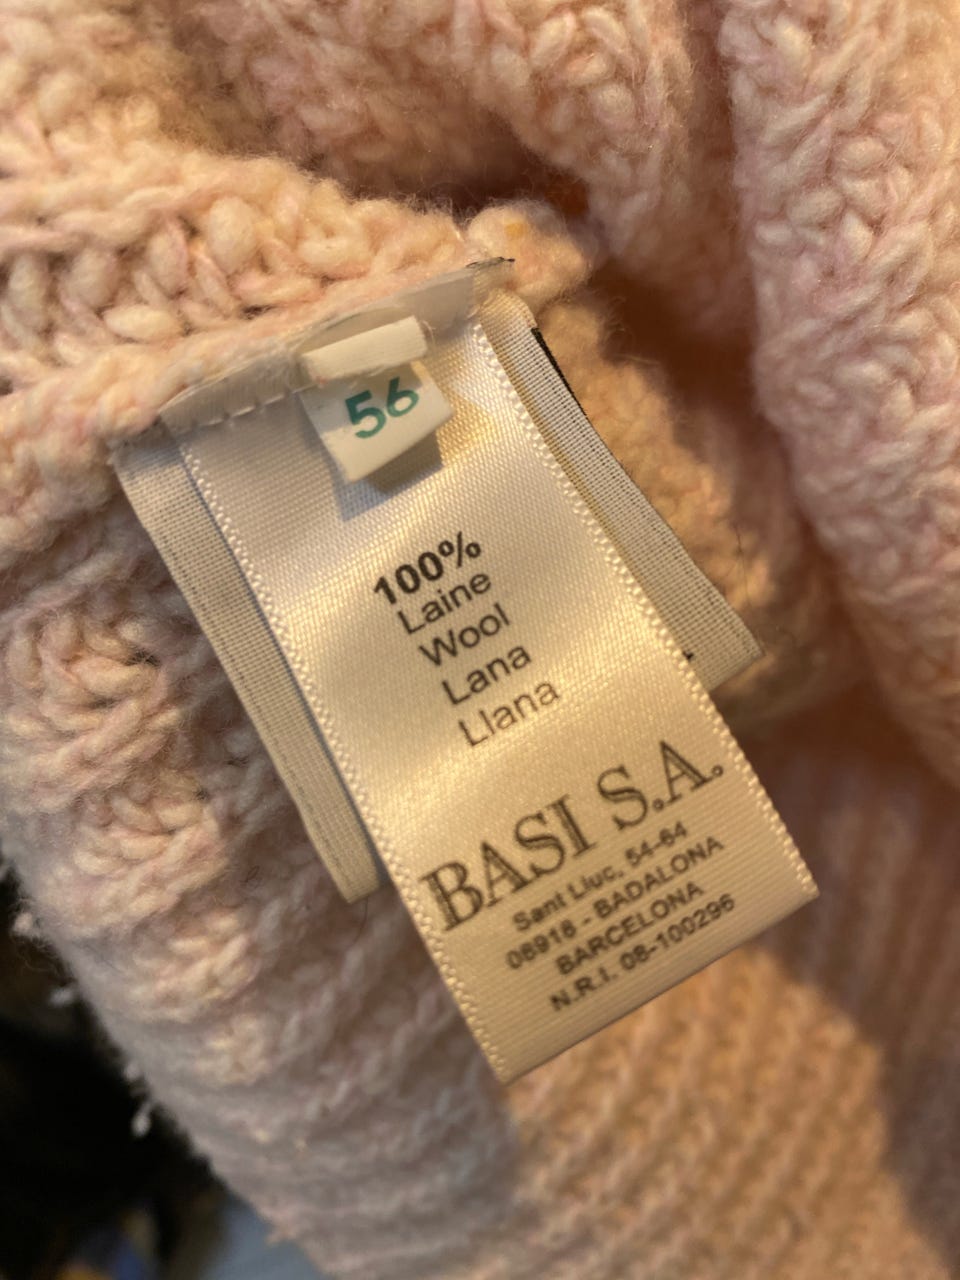 56
100%
Laine
Wool
Lana
Llana
BASI S.A.
Sant Lluc, 54-64
08918 - BADALONA
BARCELONA
N.R.I. 08-100296